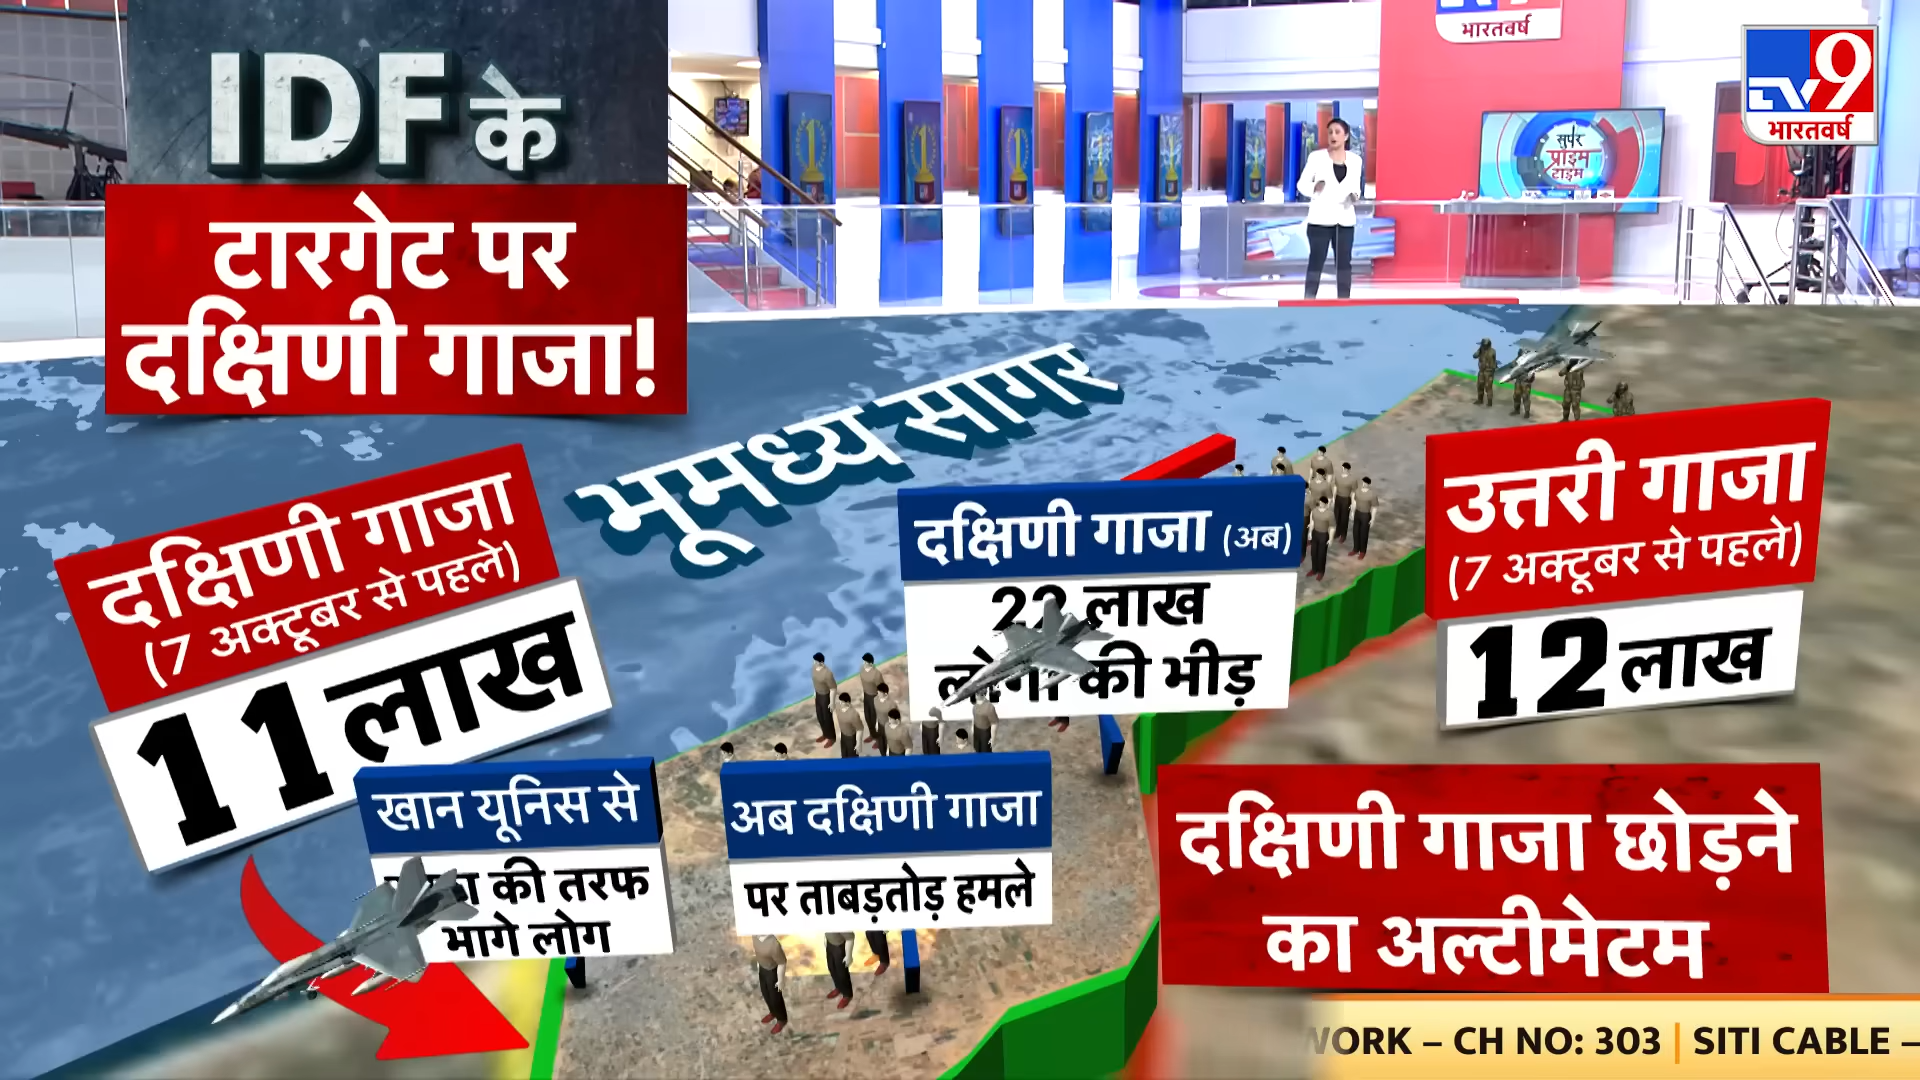 IDF के
टारगेट पर
दक्षिणी गाजा!
भारतवर्ष
सुपर
प्राइम
टाइम
TV9
भारतवर्ष
भूमध्य सागर
दक्षिणी गाजा
(7 अक्टूबर से पहले)
11 लाख
दक्षिणी गाजा (अब)
22 लाख
लोगों की भीड़
उत्तरी गाजा
(7 अक्टूबर से पहले)
12 लाख
खान यूनिस से
की तरफ
भागे लोग
अब दक्षिणी गाजा
पर ताबड़तोड़ हमले
दक्षिणी गाजा छोड़ने
का अल्टीमेटम
WORK – CH NO: 303 | SITI CABLE –